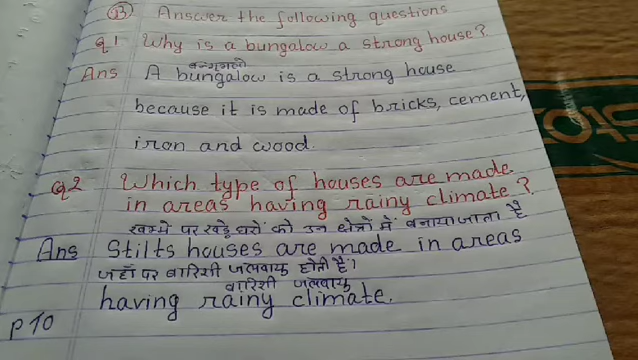 B Answer the following questions
Q1 Why is a bungalow a strong house?
बन्गलो
Ans A bungalow is a strong house
because it is made of bricks, cement,
iron and wood.
Q2 Which type of houses are made
in areas having rainy climate?
खम्भे पर खड़े घरों को उन क्षेत्रों में बनाया जाता है
Ans Stilts houses are made in areas
जहाँ पर बारिशी जलवायु होती है।
बारिशी जलवायु
having rainy climate.
P 10